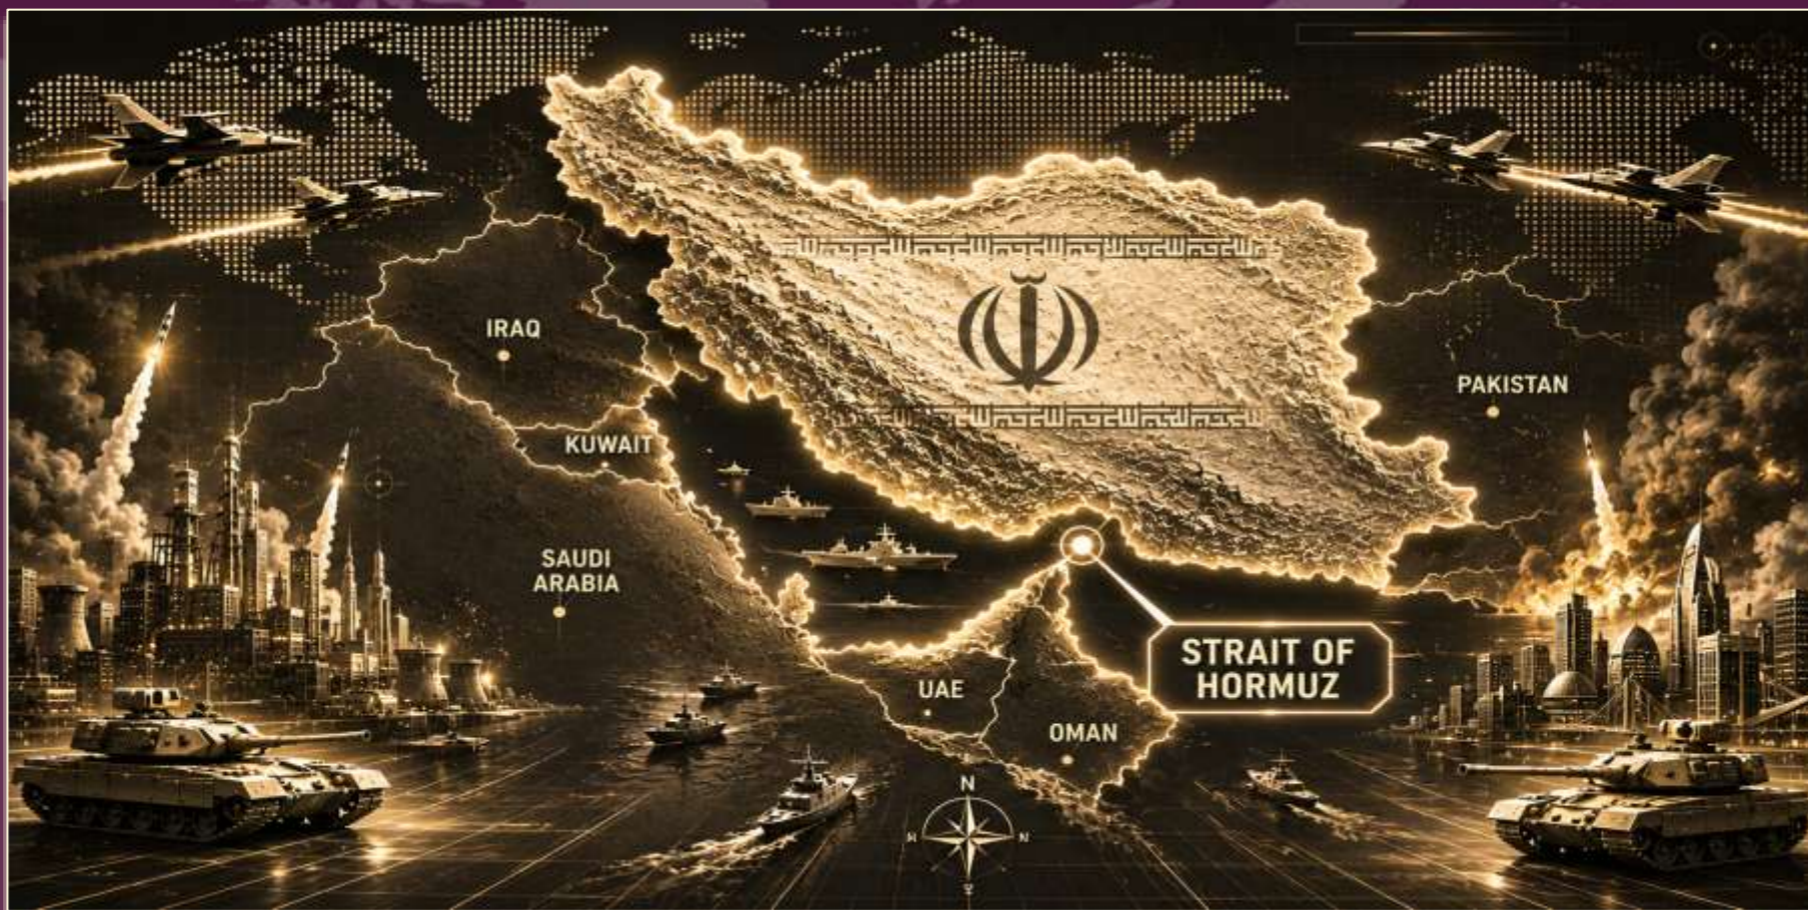 IRAQ
KUWAIT
SAUDI
ARABIA
PAKISTAN
STRAIT OF
HORMUZ
UAE
OMAN
N